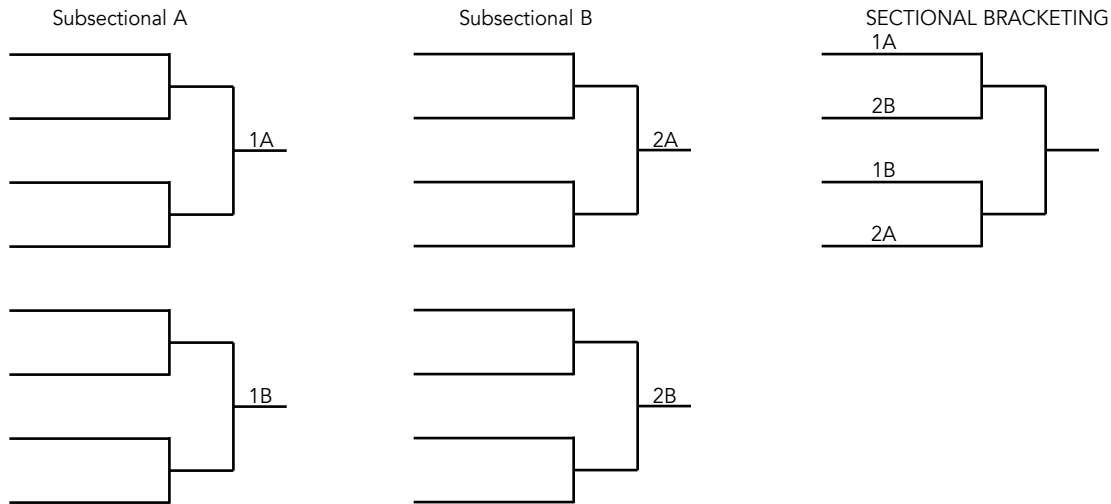 Subsectional A
1A
1B
Subsectional B
2A
2B
SECTIONAL BRACKETING
1A
2B
1B
2A